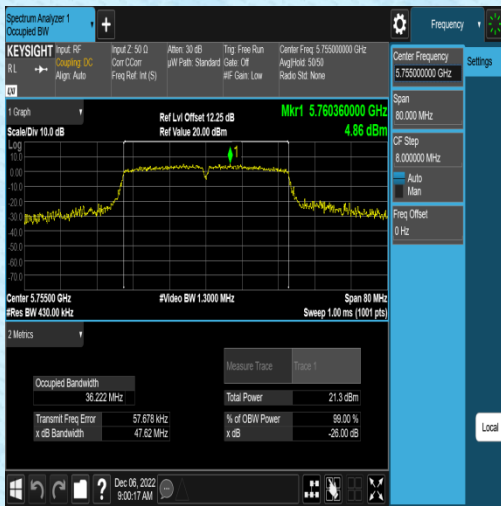 Spectrum Analyzer 1
Occupied BW
Frequency
KEYSIGHT
RL
LXI
Input: RF
Coupling: DC
Align: Auto
Input Z: 50 Ω
Corr CCorr
Freq Ref: Int (S)
Atten: 30 dB
µW Path: Standard
Trig: Free Run
Gate: Off
#IF Gain: Low
Center Freq: 5.755000000 GHz
Avg|Hold: 50/50
Radio Std: None
Center Frequency
5.755000000 GHz
Settings
Span
80.000 MHz
CF Step
8.000000 MHz
Auto
Man
Freq Offset
0 Hz
Local
1 Graph
Scale/Div 10.0 dB
Ref Lvl Offset 12.25 dB
Ref Value 20.00 dBm
Mkr1 5.760360000 GHz
4.86 dBm
Log
10.0
0.00
-10.0
-20.0
-30.0
-40.0
-50.0
-60.0
-70.0
1
Center 5.75500 GHz
#Res BW 430.00 kHz
#Video BW 1.3000 MHz
Span 80 MHz
Sweep 1.00 ms (1001 pts)
2 Metrics
Measure Trace
Trace 1
Occupied Bandwidth
36.222 MHz
Total Power
21.3 dBm
Transmit Freq Error
57.678 kHz
% of OBW Power
99.00 %
x dB Bandwidth
47.62 MHz
x dB
-26.00 dB
?
Dec 06, 2022
9:00:17 AM